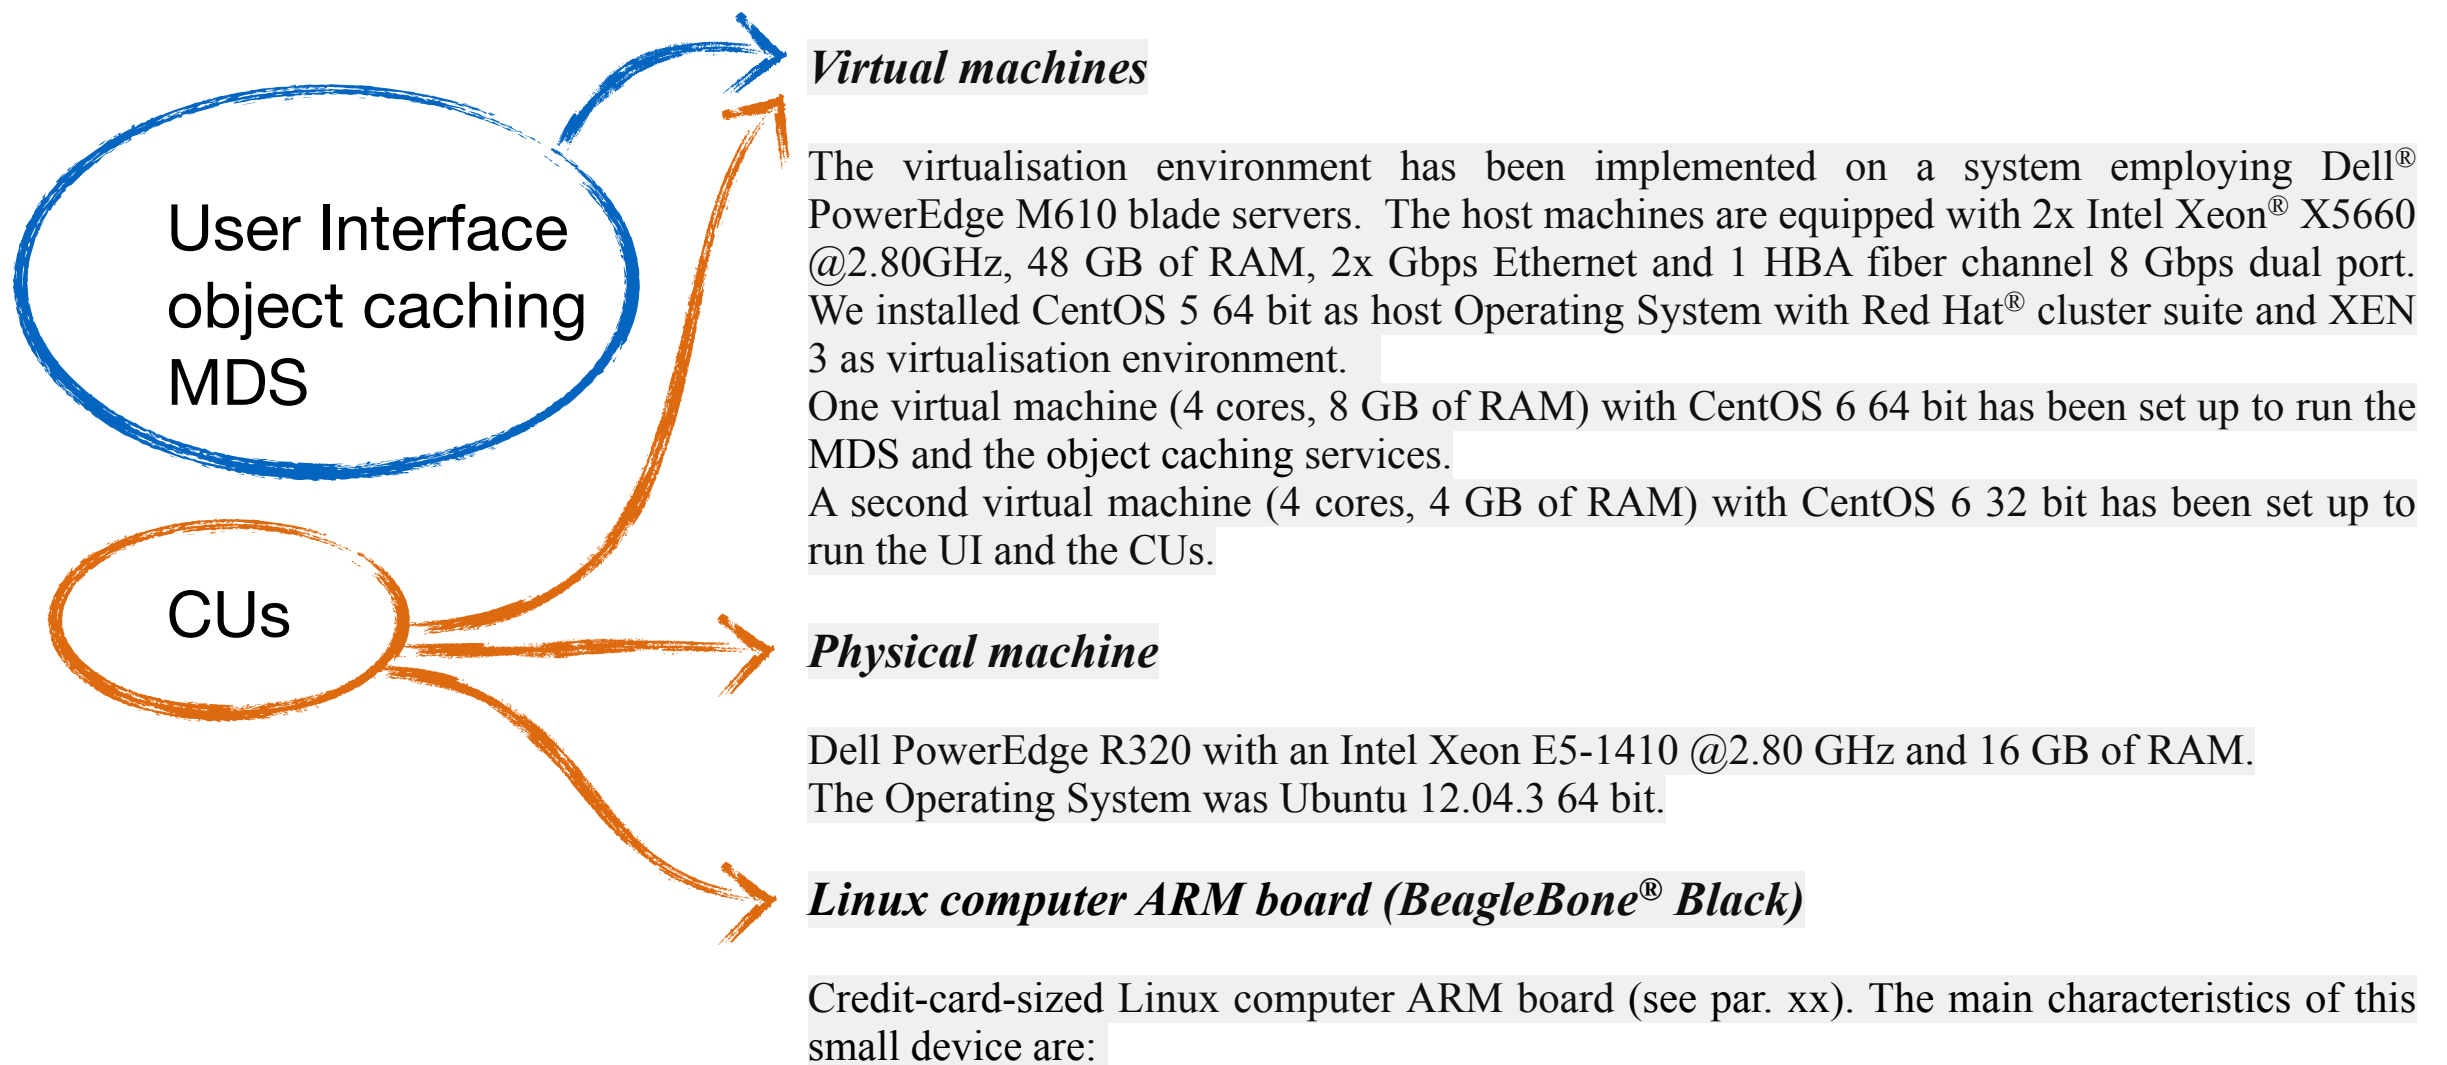 User Interface
object caching
MDS
CUs
Virtual machines
The virtualisation environment has been implemented on a system employing Dell®
PowerEdge M610 blade servers. The host machines are equipped with 2x Intel Xeon® X5660
@2.80GHz, 48 GB of RAM, 2x Gbps Ethernet and 1 HBA fiber channel 8 Gbps dual port.
We installed CentOS 5 64 bit as host Operating System with Red Hat® cluster suite and XEN
3 as virtualisation environment.
One virtual machine (4 cores, 8 GB of RAM) with CentOS 6 64 bit has been set up to run the
MDS and the object caching services.
A second virtual machine (4 cores, 4 GB of RAM) with CentOS 6 32 bit has been set up to
run the UI and the CUs.
Physical machine
Dell PowerEdge R320 with an Intel Xeon E5-1410 @2.80 GHz and 16 GB of RAM.
The Operating System was Ubuntu 12.04.3 64 bit.
Linux computer ARM board (BeagleBone® Black)
Credit-card-sized Linux computer ARM board (see par. xx). The main characteristics of this
small device are: